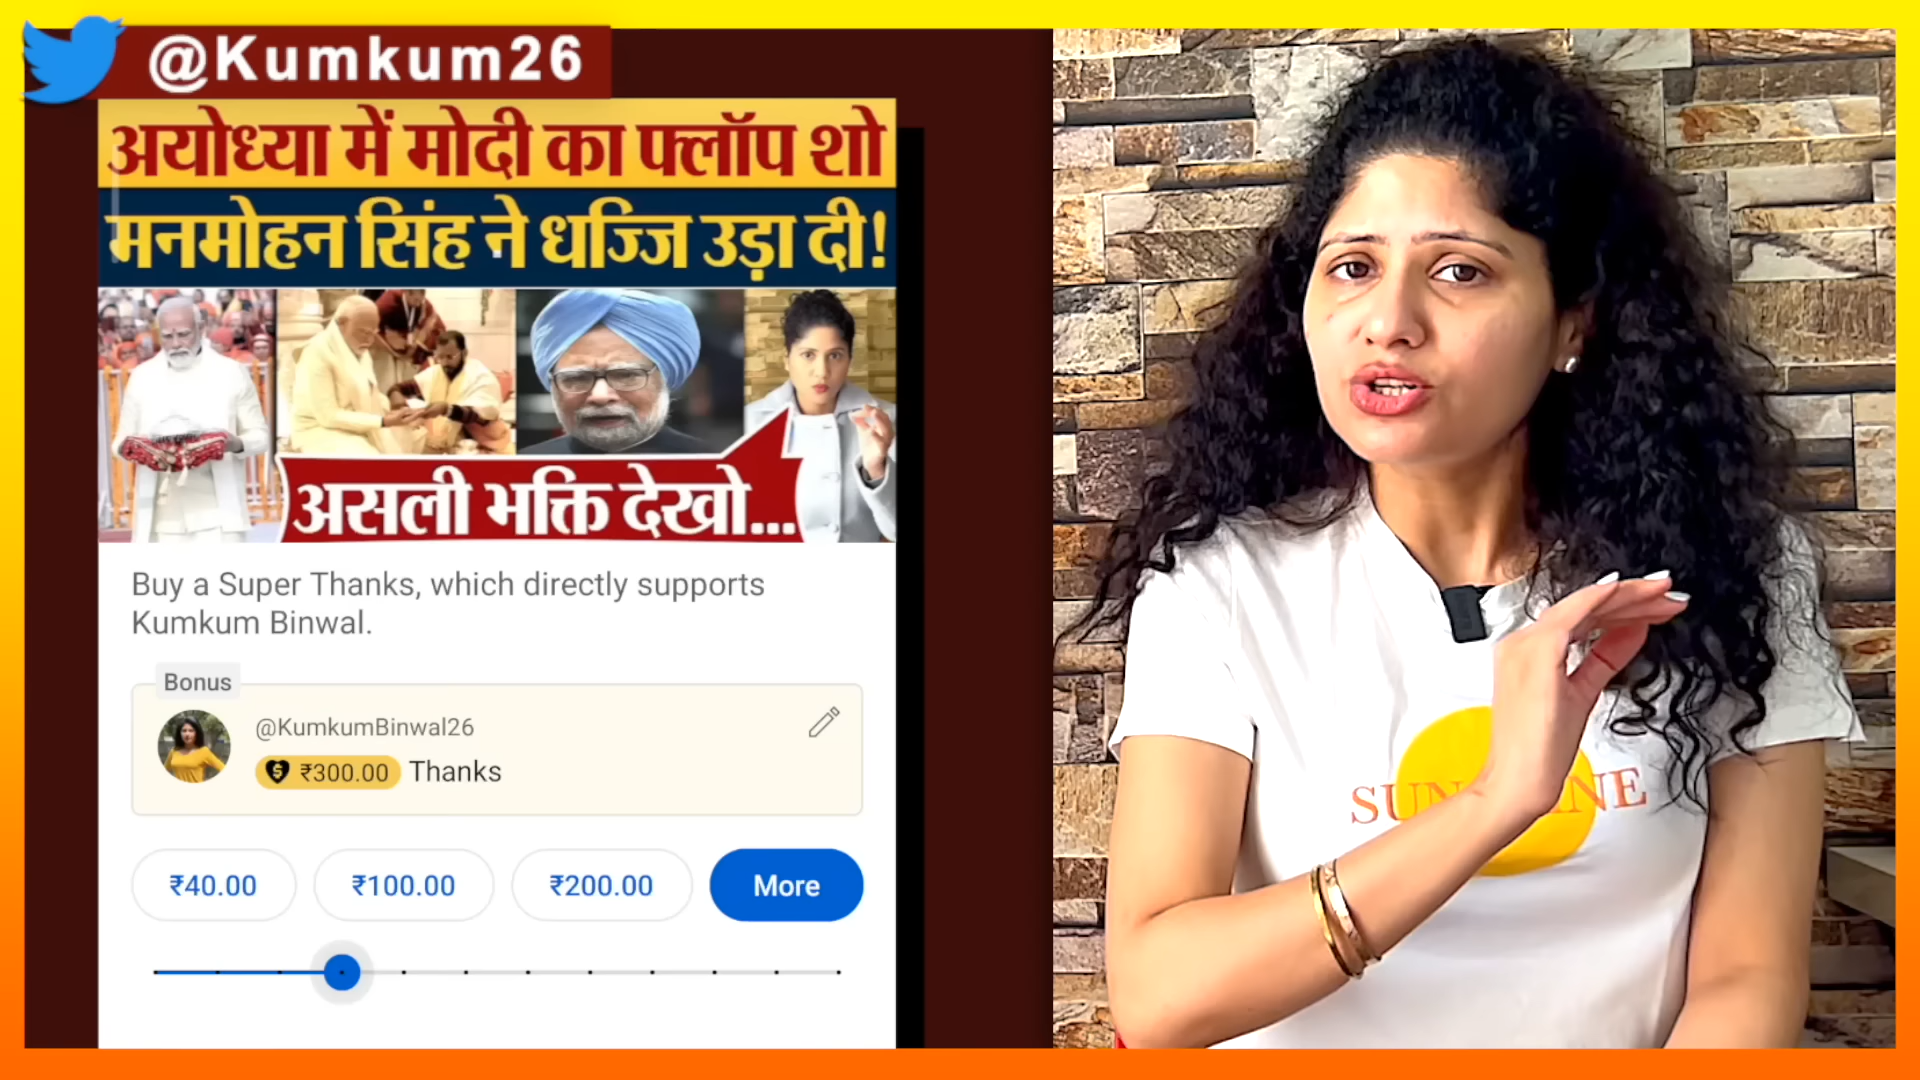 @Kumkum26
अयोध्या में मोदी का फ्लॉप शो
मनमोहन सिंह ने धज्जि उड़ा दी!
असली भक्ति देखो...
Buy a Super Thanks, which directly supports
Kumkum Binwal.
Bonus
@KumkumBinwal26
₹300.00 Thanks
₹40.00 ₹100.00 ₹200.00 More